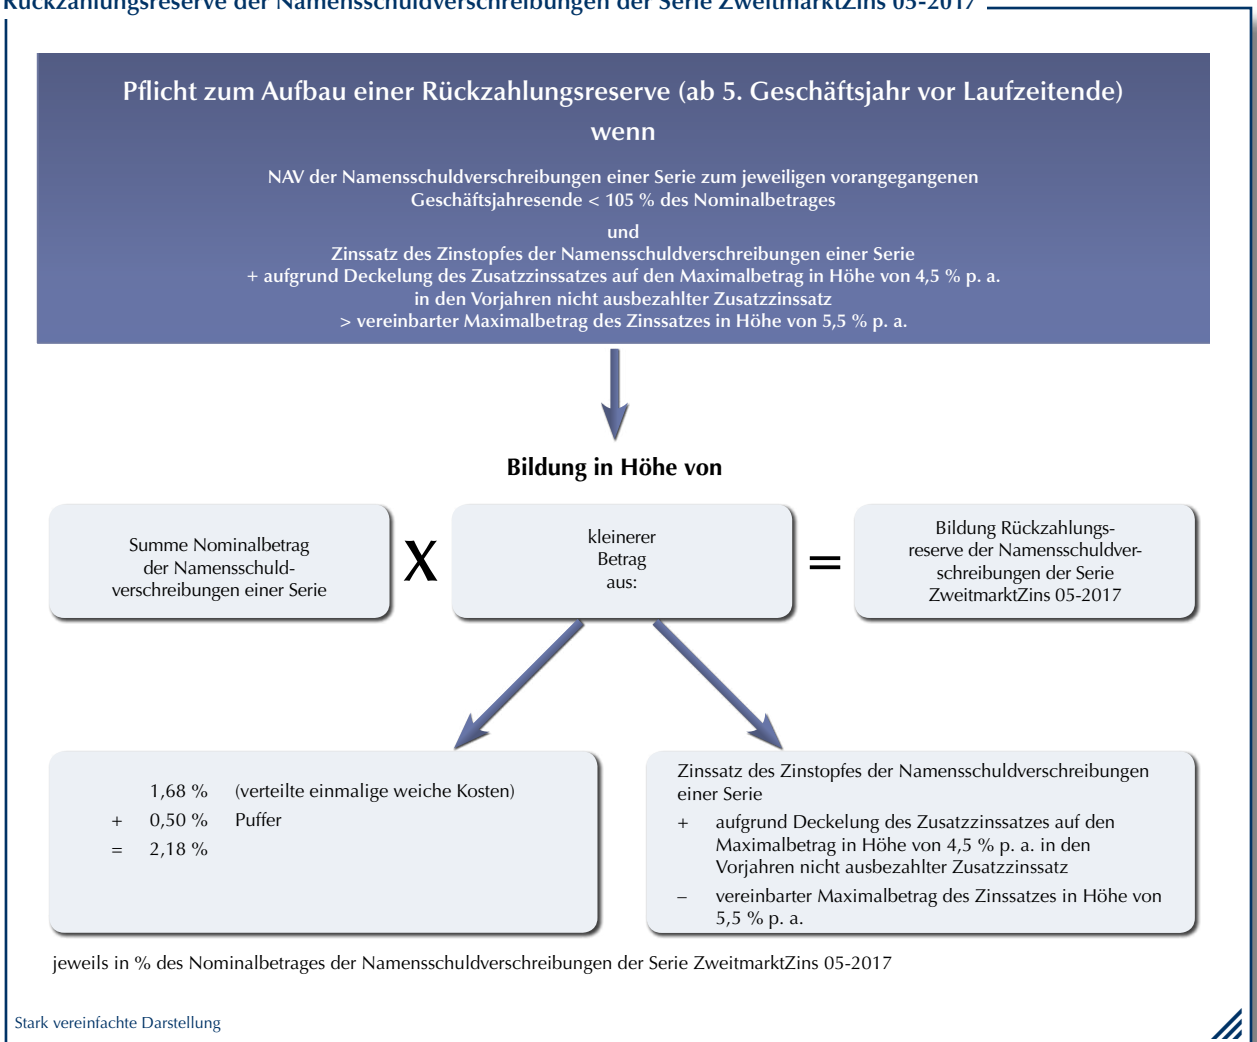 Rückzahlungsreserve der Namensschuldverschreibungen der Serie ZweitmarktZins 05-2017
Pflicht zum Aufbau einer Rückzahlungsreserve (ab 5. Geschäftsjahr vor Laufzeitende)
wenn
NAV der Namensschuldverschreibungen einer Serie zum jeweiligen vorangegangenen
Geschäftsjahresende < 105 % des Nominalbetrages
und
Zinssatz des Zinstopfes der Namensschuldverschreibungen einer Serie
+ aufgrund Deckelung des Zusatzzinssatzes auf den Maximalbetrag in Höhe von 4,5 % p. a.
in den Vorjahren nicht ausbezahlter Zusatzzinssatz
> vereinbarter Maximalbetrag des Zinssatzes in Höhe von 5,5 % p. a.
Bildung in Höhe von
Summe Nominalbetrag
der Namensschuld-
verschreibungen einer Serie
X
kleinerer
Betrag
aus:
=
Bildung Rückzahlungs-
reserve der Namensschuldver-
schreibungen der Serie
ZweitmarktZins 05-2017
1,68 % (verteilte einmalige weiche Kosten)
+ 0,50 % Puffer
= 2,18 %
Zinssatz des Zinstopfes der Namensschuldverschreibungen
einer Serie
+ aufgrund Deckelung des Zusatzzinssatzes auf den
Maximalbetrag in Höhe von 4,5 % p. a. in den
Vorjahren nicht ausbezahlter Zusatzzinssatz
– vereinbarter Maximalbetrag des Zinssatzes in Höhe von
5,5 % p. a.
jeweils in % des Nominalbetrages der Namensschuldverschreibungen der Serie ZweitmarktZins 05-2017
Stark vereinfachte Darstellung